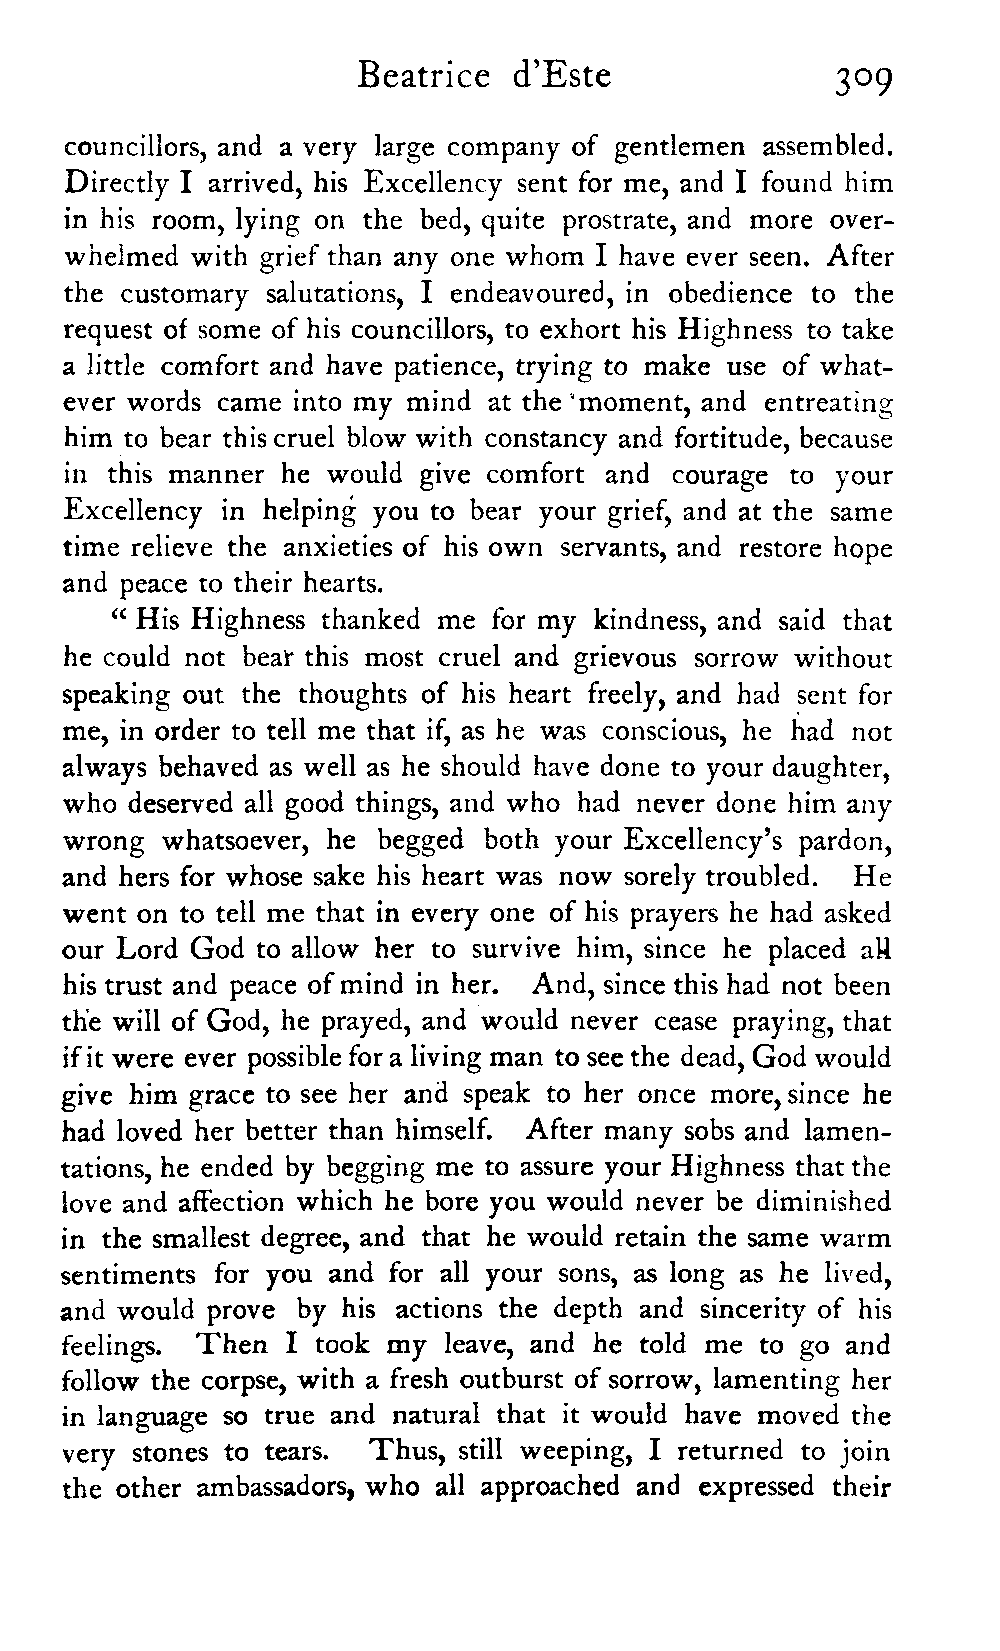 Beatrice d'Este 309
councillors, and a very large company of gentlemen assembled.
Directly I arrived, his Excellency sent for me, and I found him
in his room, lying on the bed, quite prostrate, and more over-
whelmed with grief than any one whom I have ever seen. After
the customary salutations, I endeavoured, in obedience to the
request of some of his councillors, to exhort his Highness to take
a little comfort and have patience, trying to make use of what-
ever words came into my mind at the moment, and entreating
him to bear this cruel blow with constancy and fortitude, because
in this manner he would give comfort and courage to your
Excellency in helping you to bear your grief, and at the same
time relieve the anxieties of his own servants, and restore hope
and peace to their hearts.
“ His Highness thanked me for my kindness, and said that
he could not bear this most cruel and grievous sorrow without
speaking out the thoughts of his heart freely, and had sent for
me, in order to tell me that if, as he was conscious, he had not
always behaved as well as he should have done to your daughter,
who deserved all good things, and who had never done him any
wrong whatsoever, he begged both your Excellency's pardon,
and hers for whose sake his heart was now sorely troubled. He
went on to tell me that in every one of his prayers he had asked
our Lord God to allow her to survive him, since he placed all
his trust and peace of mind in her. And, since this had not been
the will of God, he prayed, and would never cease praying, that
if it were ever possible for a living man to see the dead, God would
give him grace to see her and speak to her once more, since he
had loved her better than himself. After many sobs and lamen-
tations, he ended by begging me to assure your Highness that the
love and affection which he bore you would never be diminished
in the smallest degree, and that he would retain the same warm
sentiments for you and for all your sons, as long as he lived,
and would prove by his actions the depth and sincerity of his
feelings. Then I took my leave, and he told me to go and
follow the corpse, with a fresh outburst of sorrow, lamenting her
in language so true and natural that it would have moved the
very stones to tears. Thus, still weeping, I returned to join
the other ambassadors, who all approached and expressed their